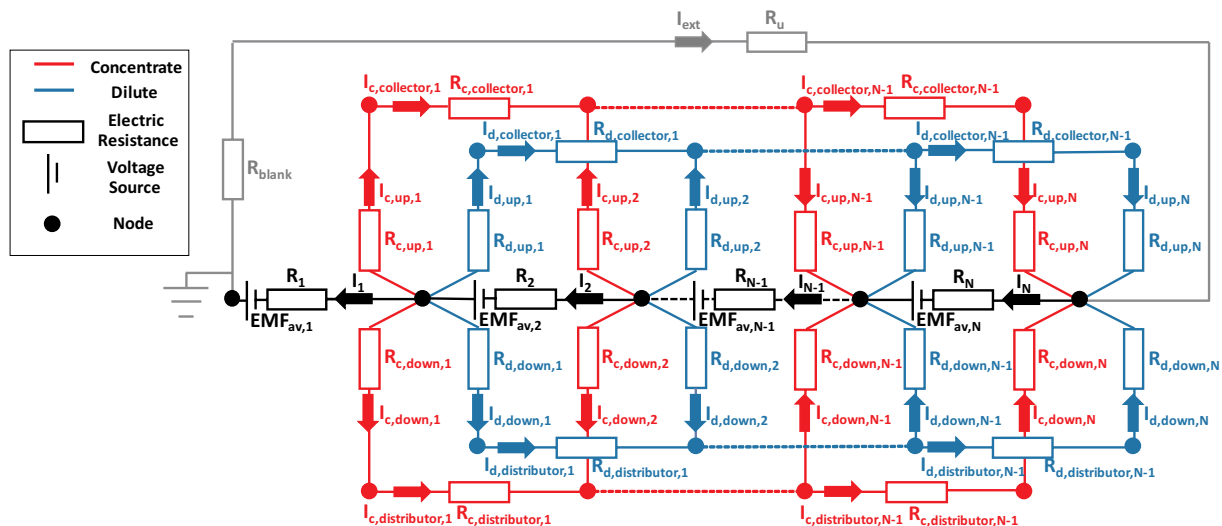 I_ext
R_u
Concentrate
Dilute
Electric
Resistance
Voltage
Source
Node
R_blank
I_c,collector,1
R_c,collector,1
I_c,collector,N-1
R_c,collector,N-1
I_d,collector,1
R_d,collector,1
I_d,collector,N-1
R_d,collector,N-1
I_c,up,1
I_d,up,1
I_c,up,2
I_d,up,2
I_c,up,N-1
I_d,up,N-1
I_c,up,N
I_d,up,N
R_c,up,1
R_d,up,1
R_c,up,2
R_d,up,2
R_c,up,N-1
R_d,up,N-1
R_c,up,N
R_d,up,N
R_1
I_1
R_2
I_2
R_N-1
I_N-1
R_N
I_N
EMF_av,1
EMF_av,2
EMF_av,N-1
EMF_av,N
R_c,down,1
R_d,down,1
R_c,down,2
R_d,down,2
R_c,down,N-1
R_d,down,N-1
R_c,down,N
R_d,down,N
I_c,down,1
I_d,down,1
I_c,down,2
I_d,down,2
I_c,down,N-1
I_d,down,N-1
I_c,down,N
I_d,down,N
I_d,distributor,1
R_d,distributor,1
I_d,distributor,N-1
R_d,distributor,N-1
I_c,distributor,1
R_c,distributor,1
I_c,distributor,N-1
R_c,distributor,N-1